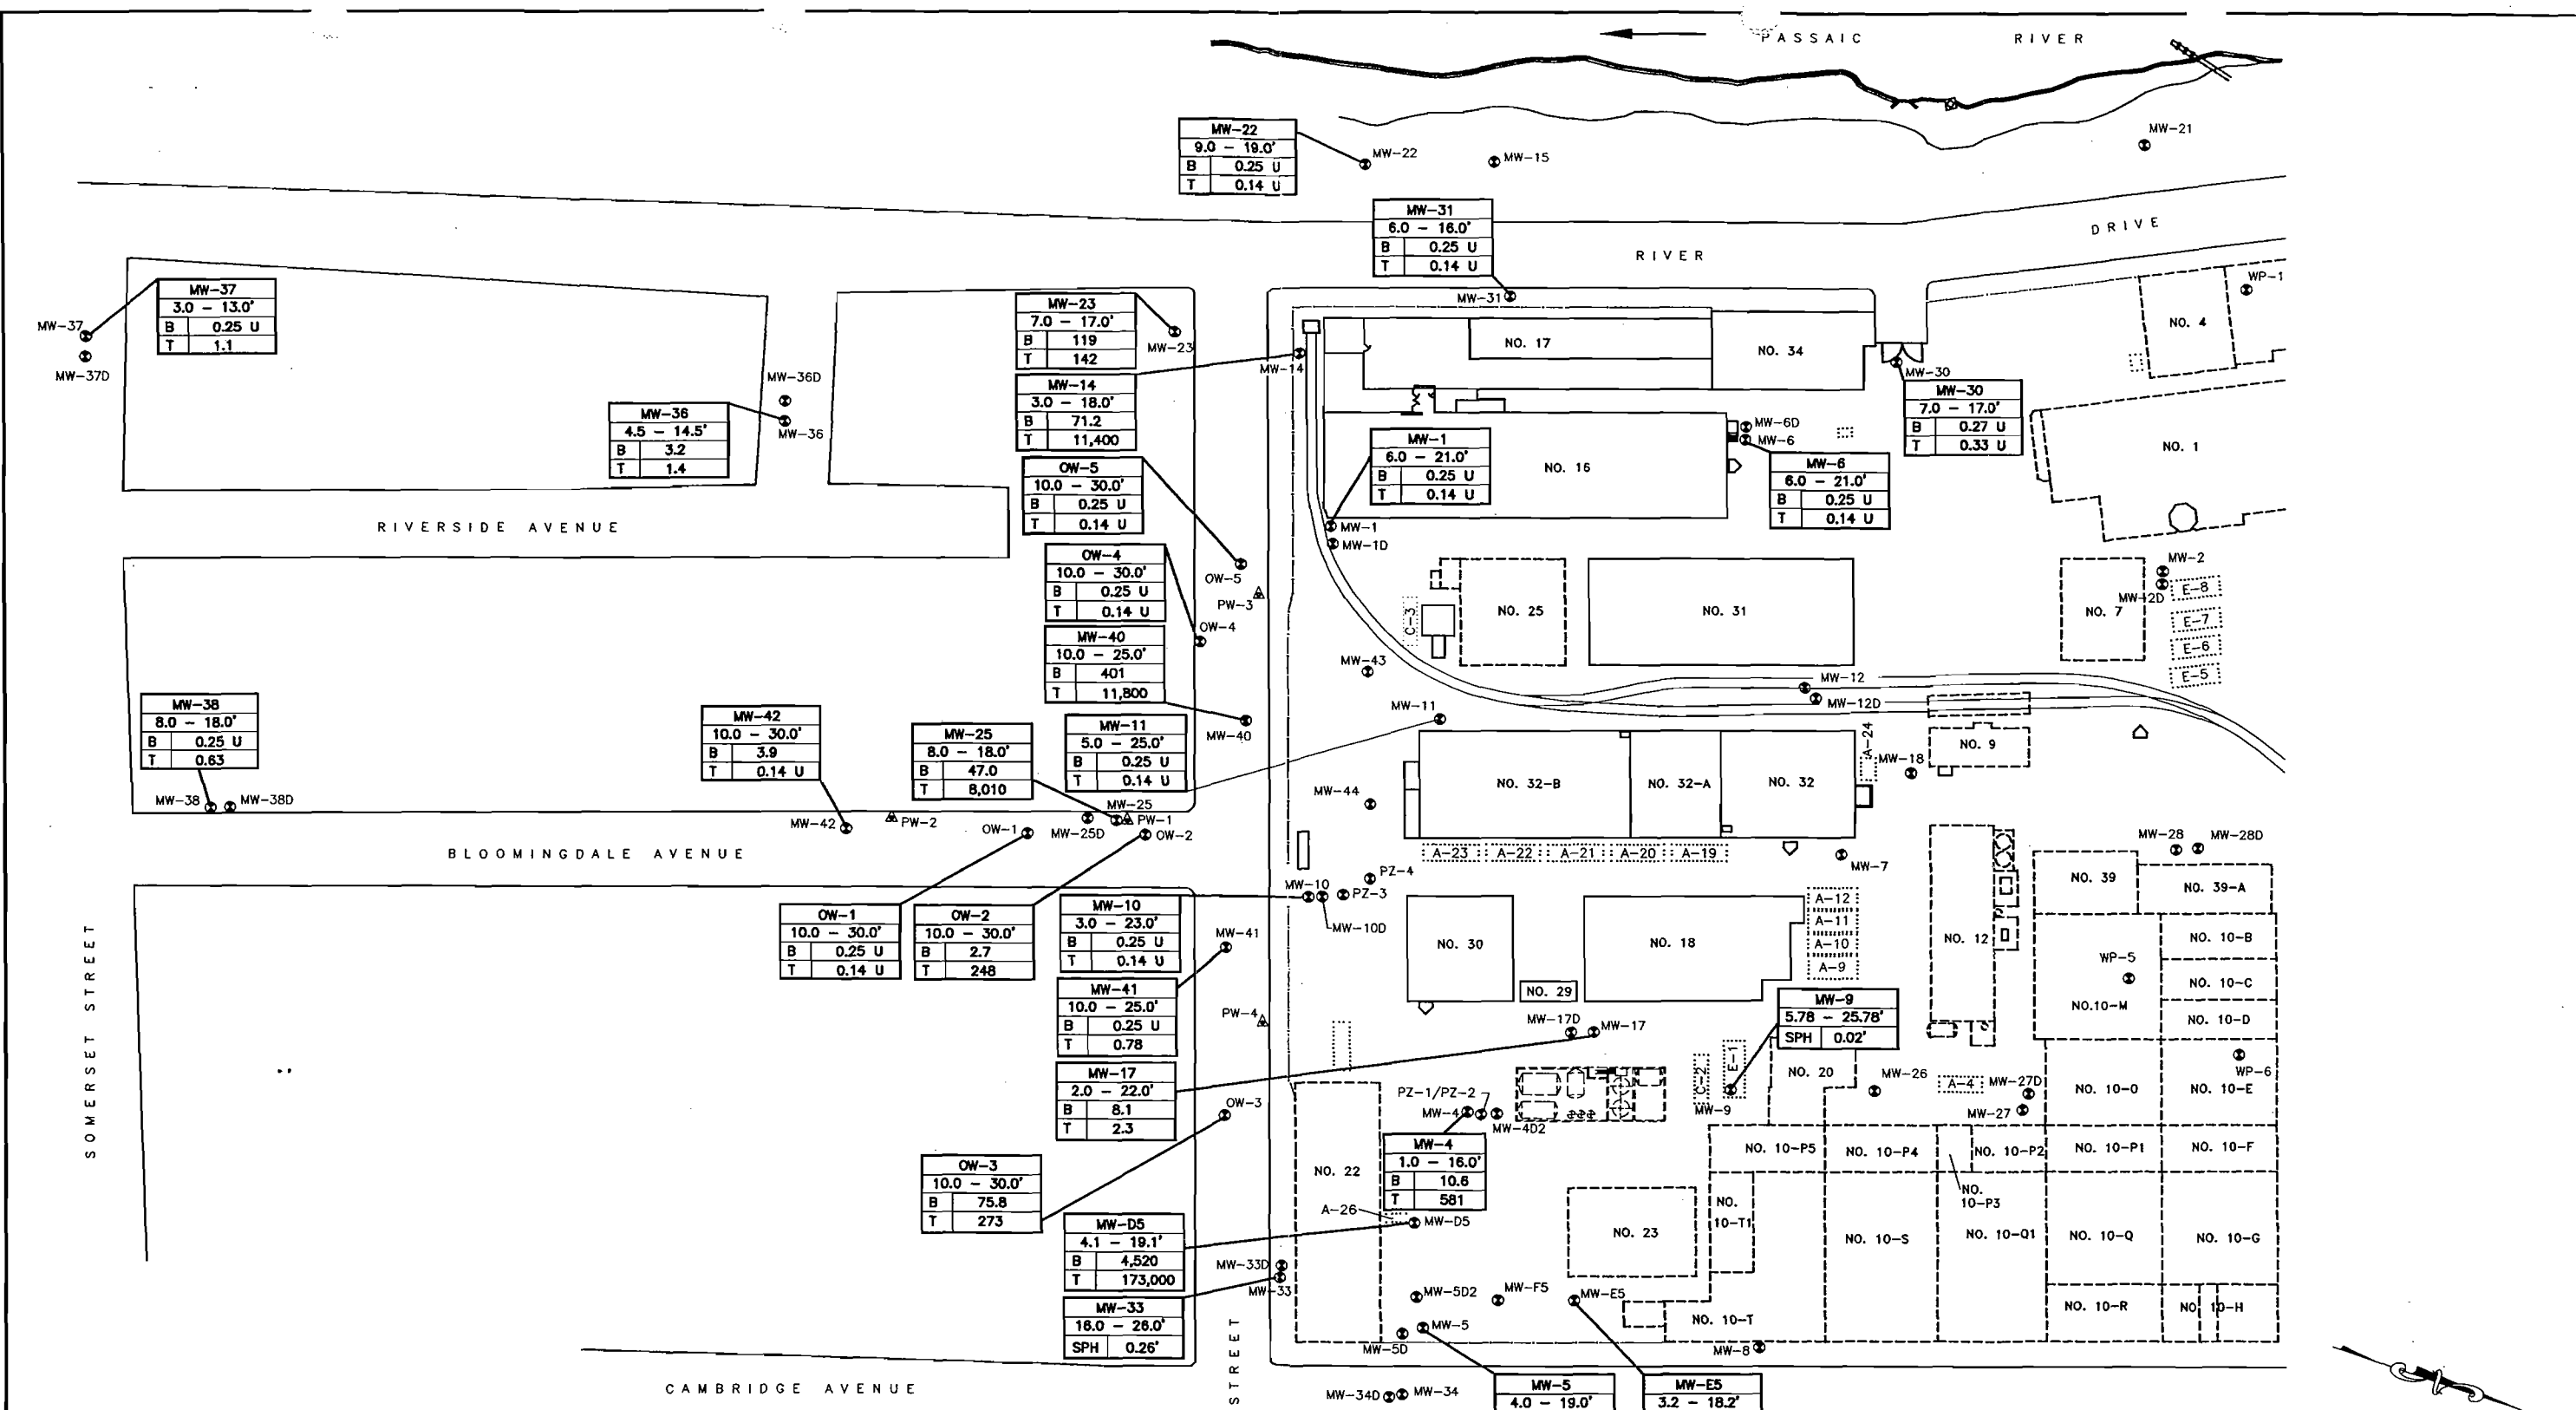 PASSAIC RIVER
MW-22
9.0 - 19.0'
B 0.25 U
T 0.14 U
MW-22
MW-15
MW-21
MW-31
6.0 - 16.0'
B 0.25 U
T 0.14 U
RIVER
DRIVE
MW-37
3.0 - 13.0'
B 0.25 U
T 1.1
MW-37
MW-37D
MW-36D
MW-36
MW-36
4.5 - 14.5'
B 3.2
T 1.4
MW-23
7.0 - 17.0'
B 119
T 142
MW-23
MW-14
3.0 - 18.0'
B 71.2
T 11,400
MW-14
MW-31
NO. 17
NO. 34
MW-30
MW-30
7.0 - 17.0'
B 0.27 U
T 0.33 U
NO. 4
WP-1
NO. 1
OW-5
10.0 - 30.0'
B 0.25 U
T 0.14 U
MW-1
6.0 - 21.0'
B 0.25 U
T 0.14 U
NO. 16
MW-6D
MW-6
MW-6
6.0 - 21.0'
B 0.25 U
T 0.14 U
MW-1
MW-1D
RIVERSIDE AVENUE
OW-4
10.0 - 30.0'
B 0.25 U
T 0.14 U
OW-5
PW-3
OW-4
MW-40
10.0 - 25.0'
B 401
T 11,800
MW-40
C-3
NO. 25
NO. 31
NO. 7
MW-2
MW-12D
E-8
E-7
E-6
E-5
MW-43
MW-12
MW-12D
MW-11
MW-38
8.0 - 18.0'
B 0.25 U
T 0.63
MW-38
MW-38D
MW-42
10.0 - 30.0'
B 3.9
T 0.14 U
MW-42
PW-2
MW-25
8.0 - 18.0'
B 47.0
T 8,010
MW-11
5.0 - 25.0'
B 0.25 U
T 0.14 U
OW-1
MW-25D
MW-25
PW-1
OW-2
MW-44
NO. 32-B
NO. 32-A
NO. 32
A-24
MW-18
NO. 9
BLOOMINGDALE AVENUE
A-23
A-22
A-21
A-20
A-19
MW-7
MW-28
MW-28D
OW-1
10.0 - 30.0'
B 0.25 U
T 0.14 U
OW-2
10.0 - 30.0'
B 2.7
T 248
MW-10
3.0 - 23.0'
B 0.25 U
T 0.14 U
MW-10
PZ-4
PZ-3
MW-10D
MW-41
NO. 30
NO. 18
NO. 29
A-12
A-11
A-10
A-9
NO. 12
NO. 39
NO. 39-A
NO. 10-B
WP-5
NO. 10-C
NO.10-M
NO. 10-D
SOMERSET STREET
MW-41
10.0 - 25.0'
B 0.25 U
T 0.78
PW-4
MW-17D
MW-17
MW-9
5.78 - 25.78'
SPH 0.02'
MW-17
2.0 - 22.0'
B 8.1
T 2.3
OW-3
PZ-1/PZ-2
MW-4
MW-4D2
C-2
E-1
MW-9
NO. 20
MW-26
A-4
MW-27D
MW-27
NO. 10-O
WP-6
NO. 10-E
OW-3
10.0 - 30.0'
B 75.8
T 273
NO. 22
MW-4
1.0 - 16.0'
B 10.6
T 581
NO. 10-P5
NO. 10-P4
NO. 10-P2
NO. 10-P1
NO. 10-F
NO.
10-P3
NO.
10-T1
A-26
MW-D5
MW-D5
4.1 - 19.1'
B 4,520
T 173,000
NO. 23
NO. 10-S
NO. 10-Q1
NO. 10-Q
NO. 10-G
MW-33D
MW-33
MW-33
16.0 - 26.0'
SPH 0.26'
MW-5D2
MW-F5
MW-E5
MW-5
MW-5D
NO. 10-T
NO. 10-R
NO 10-H
MW-8
STREET
CAMBRIDGE AVENUE
MW-34D
MW-34
MW-5
4.0 - 19.0'
MW-E5
3.2 - 18.2'